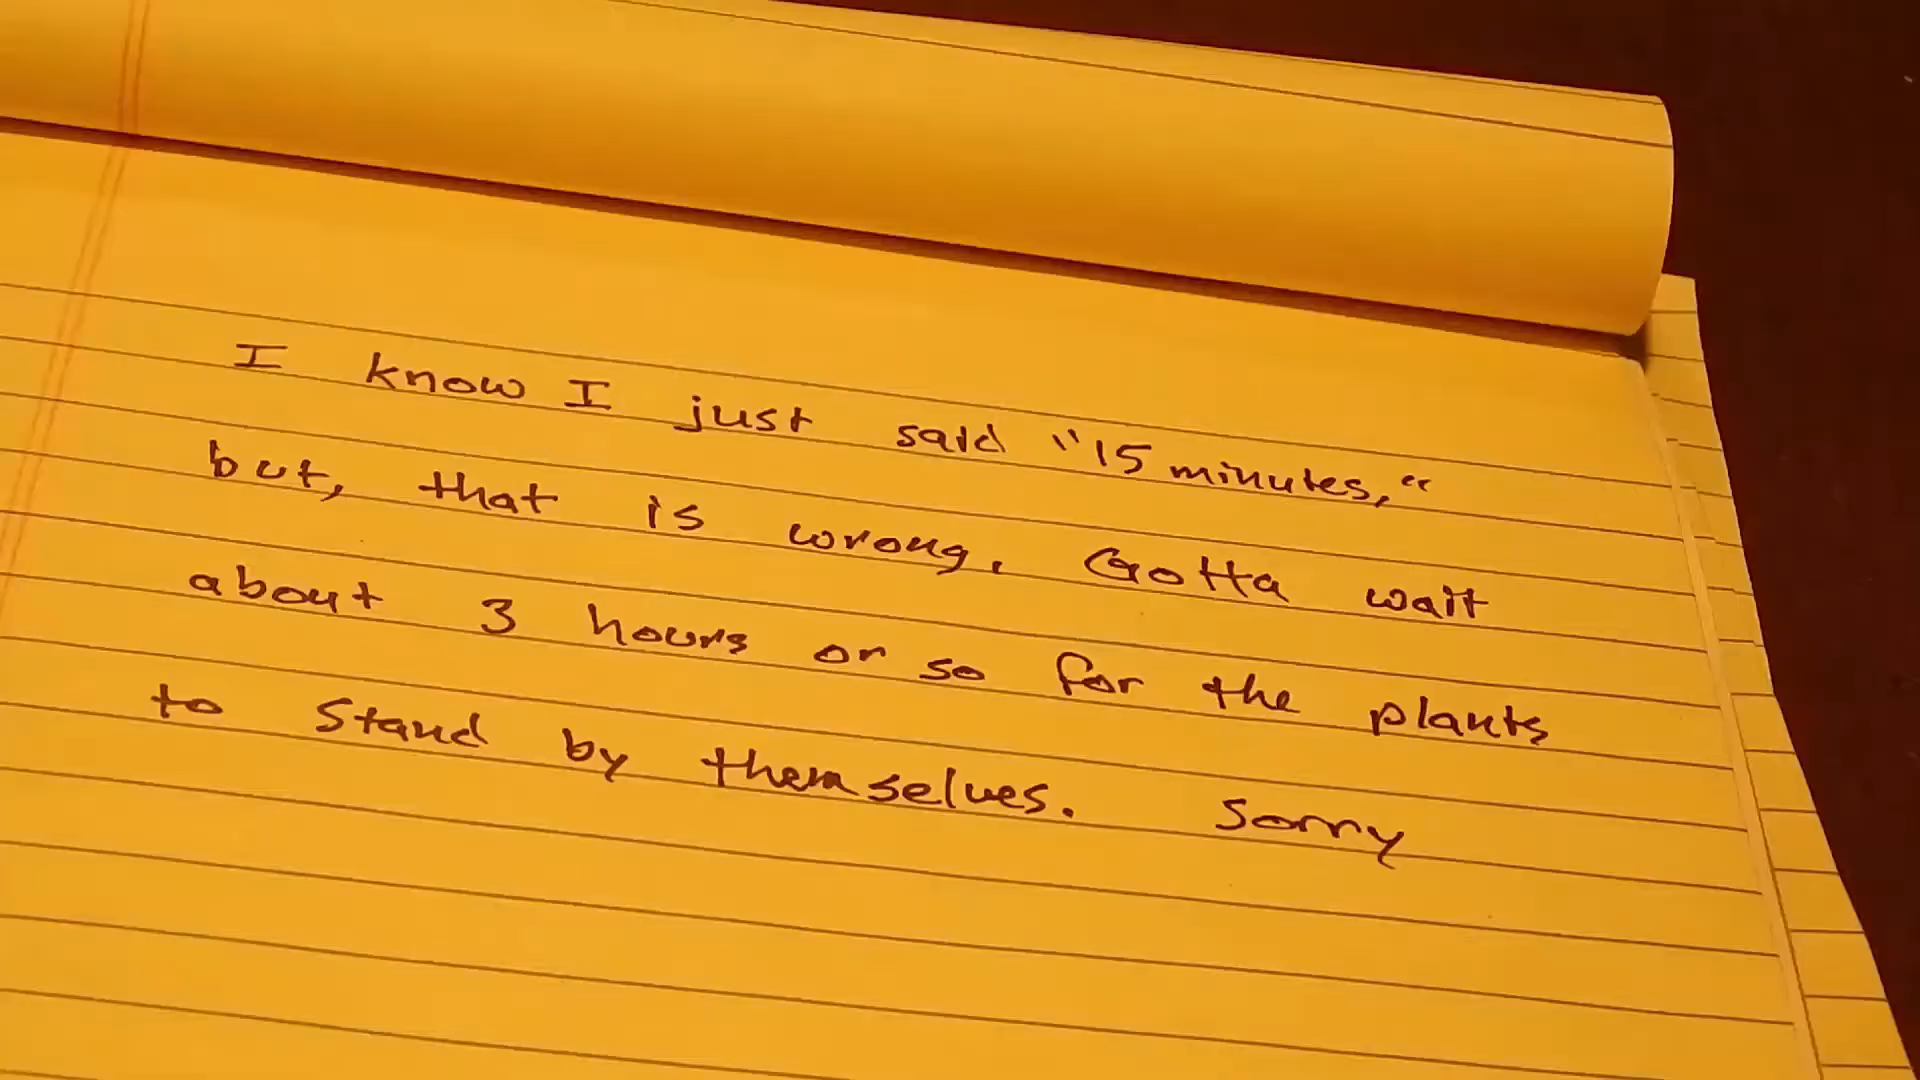 I know I just said "15 minutes,"
but, that is wrong. Gotta wait
about 3 hours or so for the plants
to stand by themselves. Sorry